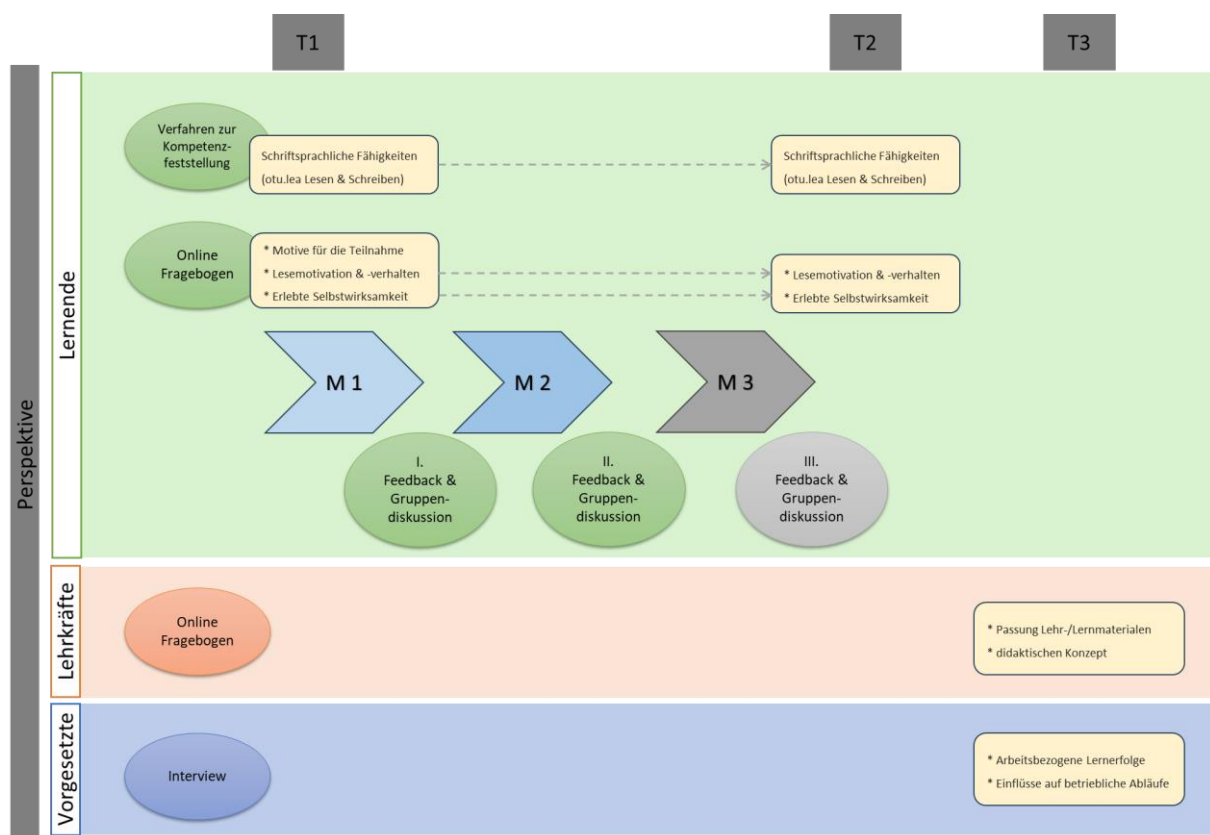 T1
T2
T3
Perspektive
Lernende
Verfahren zur
Kompetenz-
feststellung
Schriftsprachliche Fähigkeiten
(otu.lea Lesen & Schreiben)
Schriftsprachliche Fähigkeiten
(otu.lea Lesen & Schreiben)
Online
Fragebogen
* Motive für die Teilnahme
* Lesemotivation & -verhalten
* Erlebte Selbstwirksamkeit
* Lesemotivation & -verhalten
* Erlebte Selbstwirksamkeit
M 1
M 2
M 3
I.
Feedback &
Gruppen-
diskussion
II.
Feedback &
Gruppen-
diskussion
III.
Feedback &
Gruppen-
diskussion
Lehrkräfte
Online
Fragebogen
* Passung Lehr-/Lernmaterialen
* didaktischen Konzept
Vorgesetzte
Interview
* Arbeitsbezogene Lernerfolge
* Einflüsse auf betriebliche Abläufe